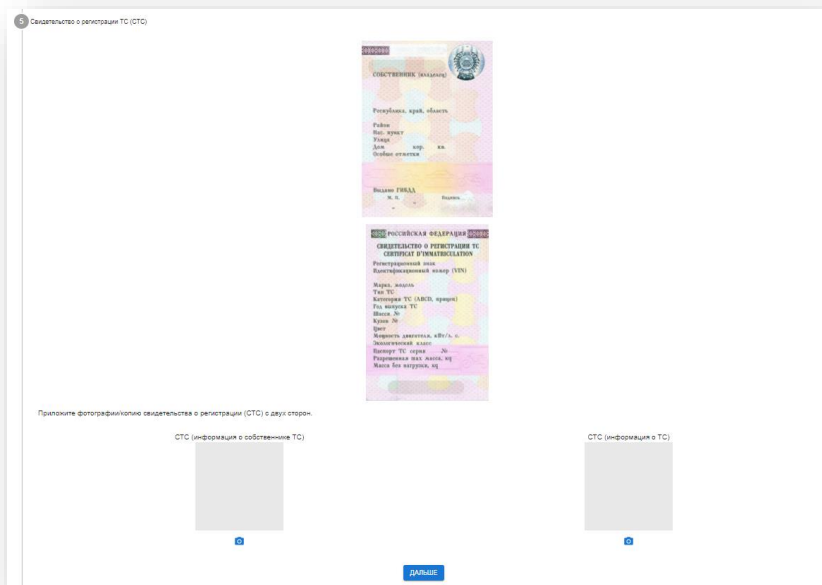 5 Свидетельство о регистрации ТС (СТС)
СОБСТВЕННИК (владелец)
Республика, край, область
Район
Нас. пункт
Улица
Дом кор. кв.
Особые отметки
Выдано ГИБДД
М. П. Подпись
РОССИЙСКАЯ ФЕДЕРАЦИЯ
СВИДЕТЕЛЬСТВО О РЕГИСТРАЦИИ ТС
CERTIFICAT D'IMMATRICULATION
Регистрационный знак
Идентификационный номер (VIN)
Марка, модель
Тип ТС
Категория ТС (ABCD, прицеп)
Год выпуска ТС
Шасси №
Кузов №
Цвет
Мощность двигателя, кВт/л. с.
Экологический класс
Паспорт ТС серия №
Разрешенная max масса, kg
Масса без нагрузки, kg
Приложите фотографии/копию свидетельства о регистрации (СТС) с двух сторон.
СТС (информация о собственнике ТС)
СТС (информация о ТС)
ДАЛЬШЕ